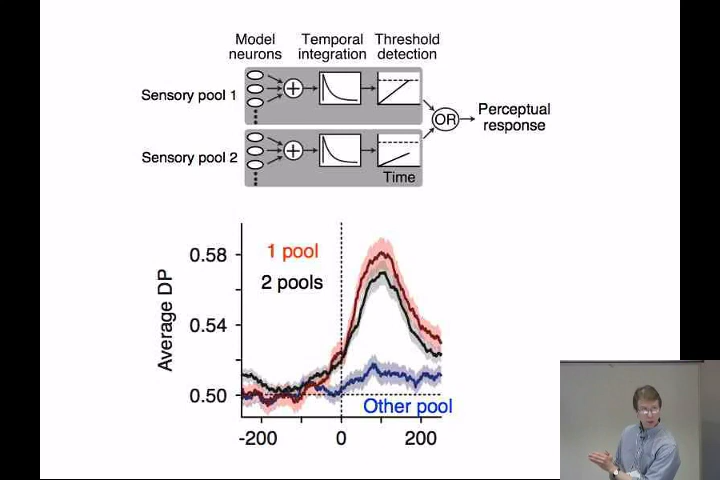 Model neurons
Temporal integration
Threshold detection
Sensory pool 1
+
OR
Perceptual response
Sensory pool 2
+
Time
Average DP
0.58
0.54
0.50
1 pool
2 pools
Other pool
-200
0
200